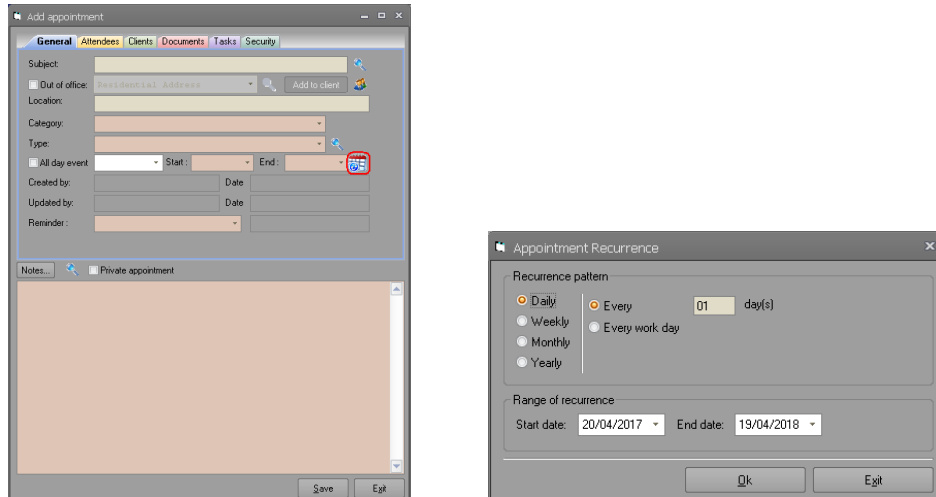 Add appointment
General Attendees Clients Documents Tasks Security
Subject:
Out of office: Residential Address Add to client
Location:
Category:
Type:
All day event Start : End :
Created by: Date
Updated by: Date
Reminder :
Notes... Private appointment
Save Exit
Appointment Recurrence
Recurrence pattern
Daily Every 01 day(s)
Weekly Every work day
Monthly
Yearly
Range of recurrence
Start date: 20/04/2017 End date: 19/04/2018
Ok Exit